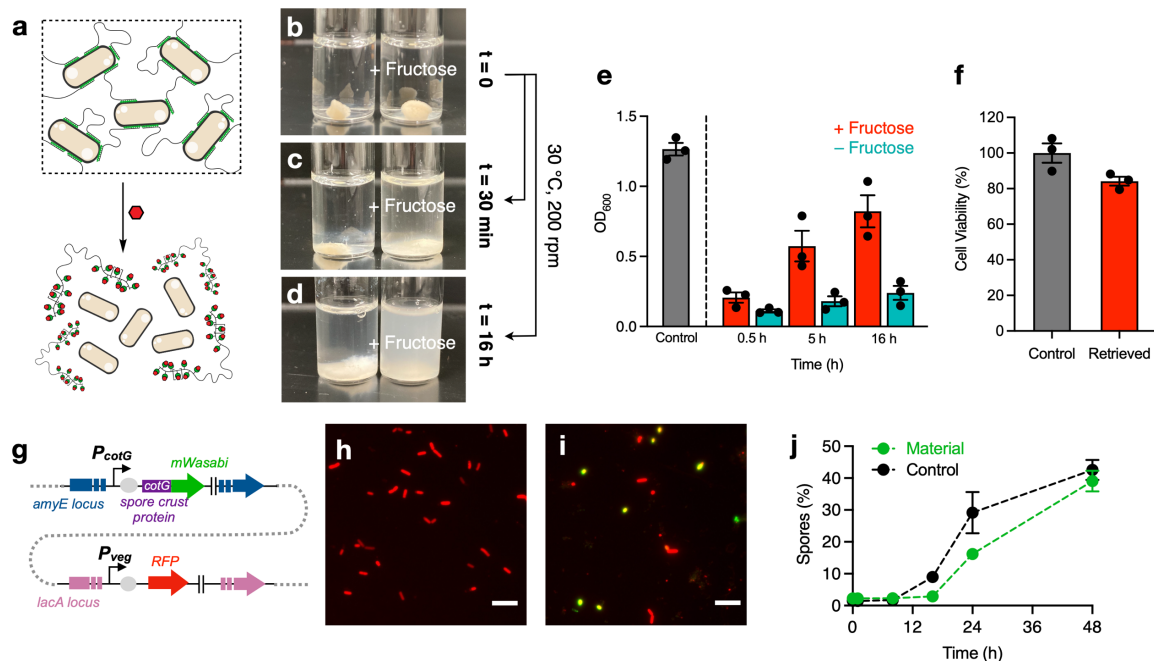 a
b
+ Fructose
t = 0
c
+ Fructose
t = 30 min
d
+ Fructose
t = 16 h
30 °C, 200 rpm
e
+ Fructose
– Fructose
OD600
1.5
1.0
0.5
0.0
Control
0.5 h
5 h
16 h
Time (h)
f
Cell Viability (%)
120
100
80
60
40
20
0
Control
Retrieved
g
PcotG
mWasabi
cotG
amyE locus
spore crust
protein
Pveg
RFP
lacA locus
h
i
j
Material
Control
Spores (%)
50
40
30
20
10
0
0
12
24
36
48
Time (h)